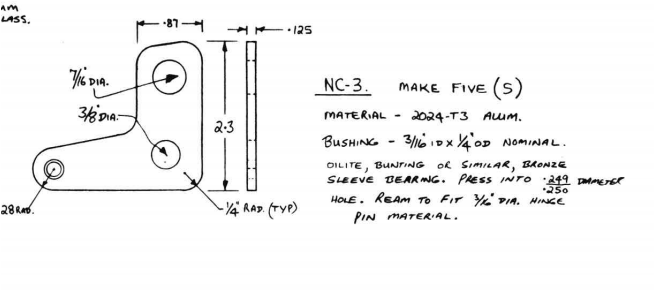 AM
LASS.
.87
.125
7/16" DIA.
3/8" DIA.
2.3
28 RAD.
1/4" RAD. (TYP)
NC-3. MAKE FIVE (5)
MATERIAL - 2024-T3 ALUM.
BUSHING - 3/16" ID X 1/4" OD NOMINAL.
OILITE, BUNTING OR SIMILAR, BRONZE
SLEEVE BEARING. PRESS INTO .249/.250 DIAMETER
HOLE. REAM TO FIT 3/16" DIA. HINGE
PIN MATERIAL.